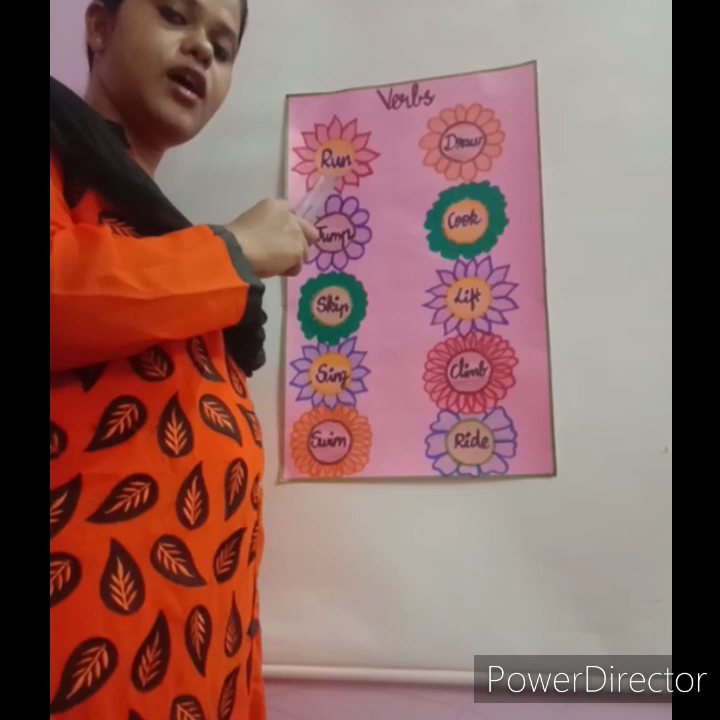 Verbs
Run
Draw
Jump
Cook
Skip
Lift
Sing
Climb
Swim
Ride
PowerDirector